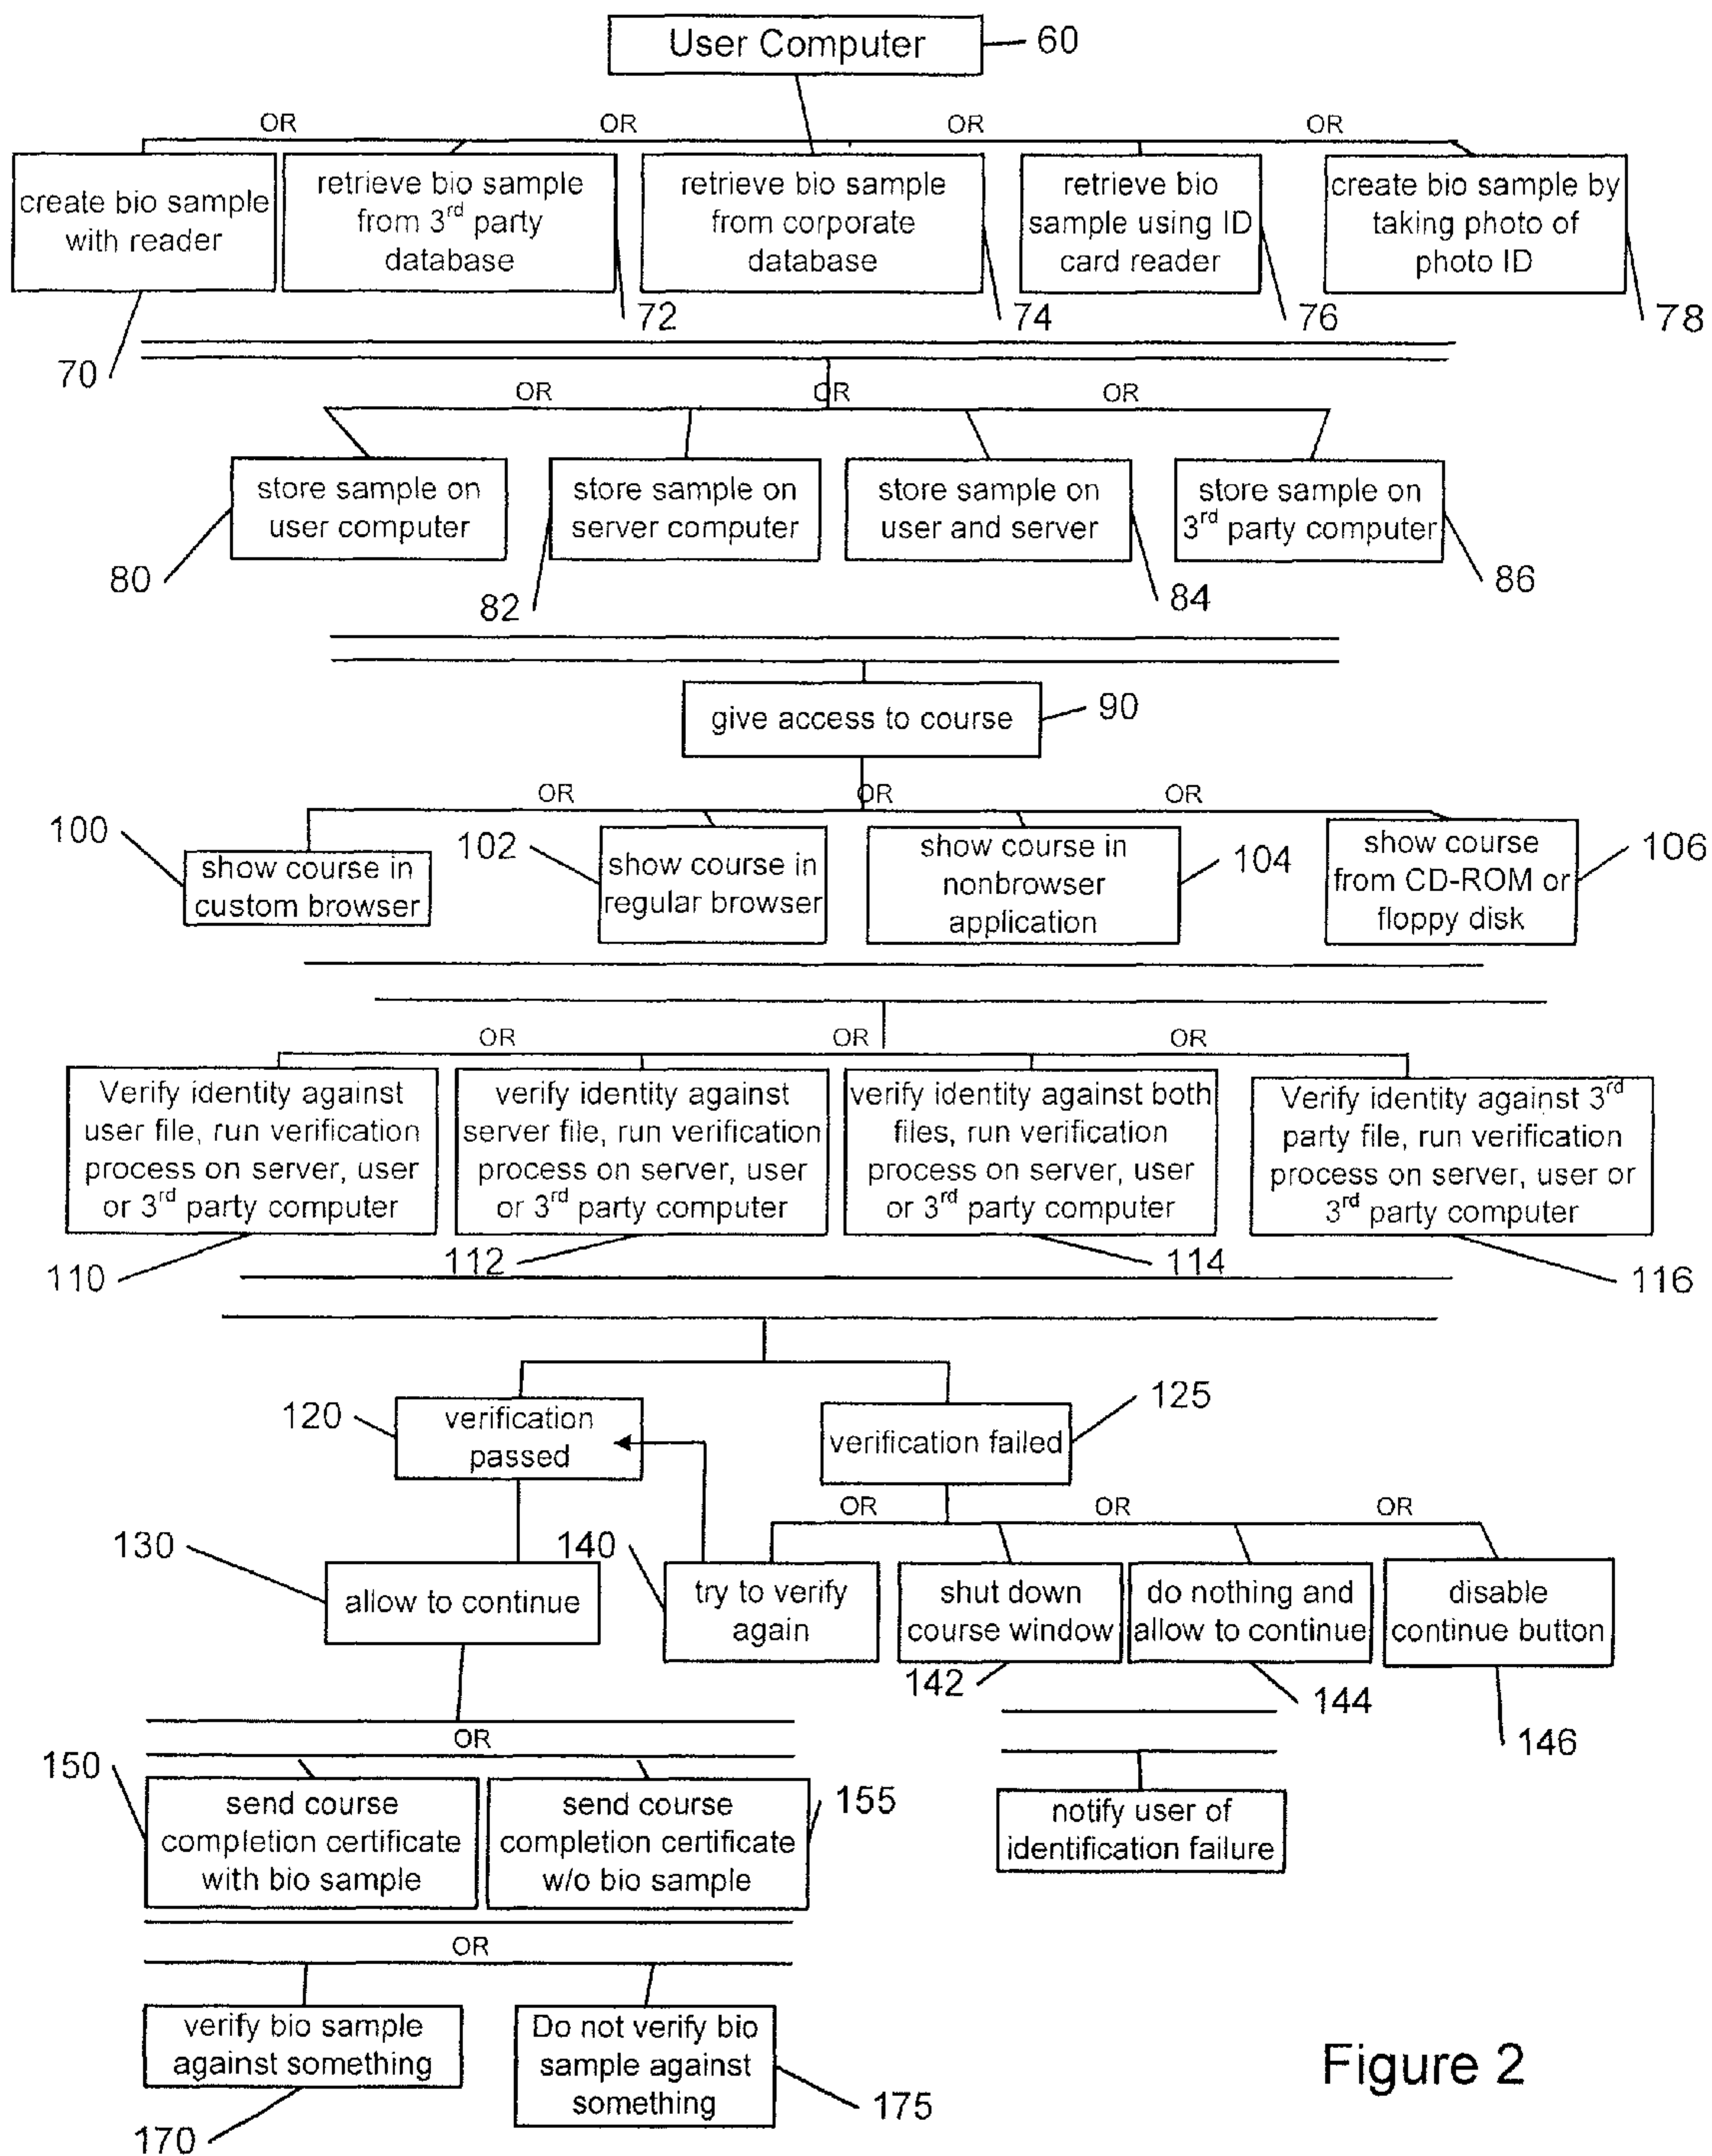 User Computer
60
OR
OR
OR
OR
create bio sample
with reader
retrieve bio sample
from 3rd party
database
retrieve bio sample
from corporate
database
retrieve bio
sample using ID
card reader
create bio sample by
taking photo of
photo ID
70
72
74
76
78
OR
OR
OR
store sample on
user computer
store sample on
server computer
store sample on
user and server
store sample on
3rd party computer
80
82
84
86
give access to course
90
OR
OR
OR
100
show course in
custom browser
102
show course in
regular browser
show course in
nonbrowser
application
104
show course
from CD-ROM or
floppy disk
106
OR
OR
OR
Verify identity against
user file, run verification
process on server, user
or 3rd party computer
verify identity against
server file, run verification
process on server, user
or 3rd party computer
verify identity against both
files, run verification
process on server, user
or 3rd party computer
Verify identity against 3rd
party file, run verification
process on server, user or
3rd party computer
110
112
114
116
120
verification
passed
verification failed
125
OR
OR
OR
130
allow to continue
140
try to verify
again
shut down
course window
do nothing and
allow to continue
disable
continue button
142
144
146
OR
150
send course
completion certificate
with bio sample
send course
completion certificate
w/o bio sample
155
notify user of
identification failure
OR
verify bio sample
against something
Do not verify bio
sample against
something
170
175
Figure 2